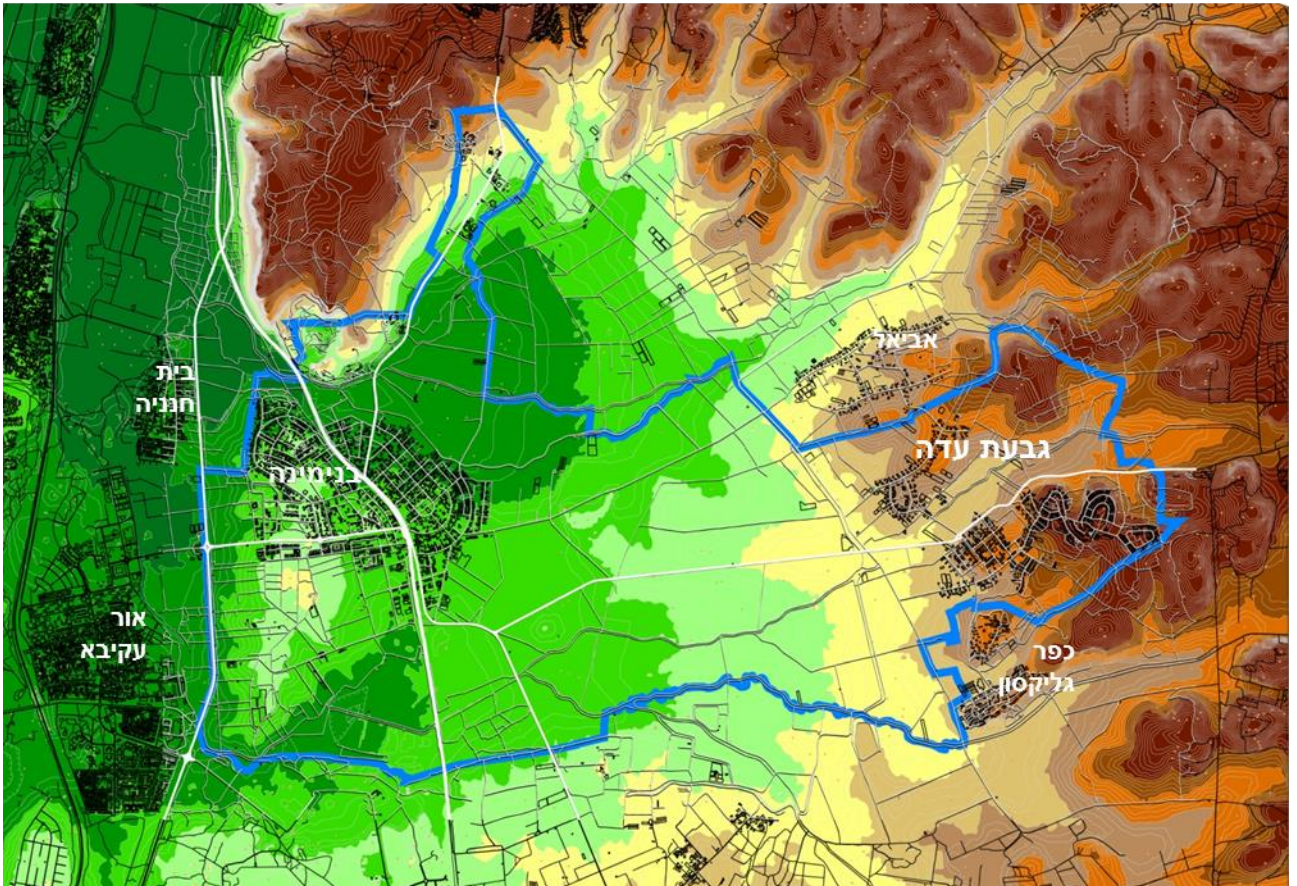 אביאל
בית
חנניה
גבעת עדה
בנימינה
אור
עקיבא
כפר
גליקסון